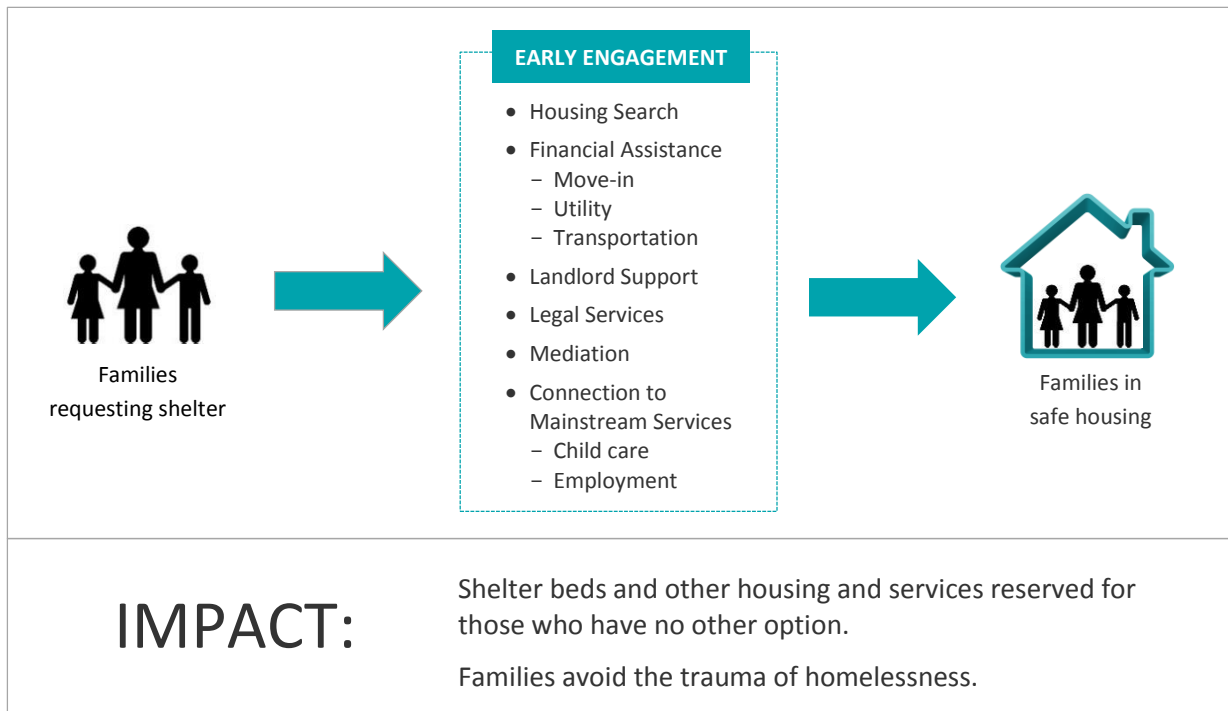 EARLY ENGAGEMENT
• Housing Search
• Financial Assistance
− Move-in
− Utility
− Transportation
• Landlord Support
• Legal Services
• Mediation
• Connection to
Mainstream Services
− Child care
− Employment
Families
requesting shelter
Families in
safe housing
IMPACT:
Shelter beds and other housing and services reserved for
those who have no other option.
Families avoid the trauma of homelessness.